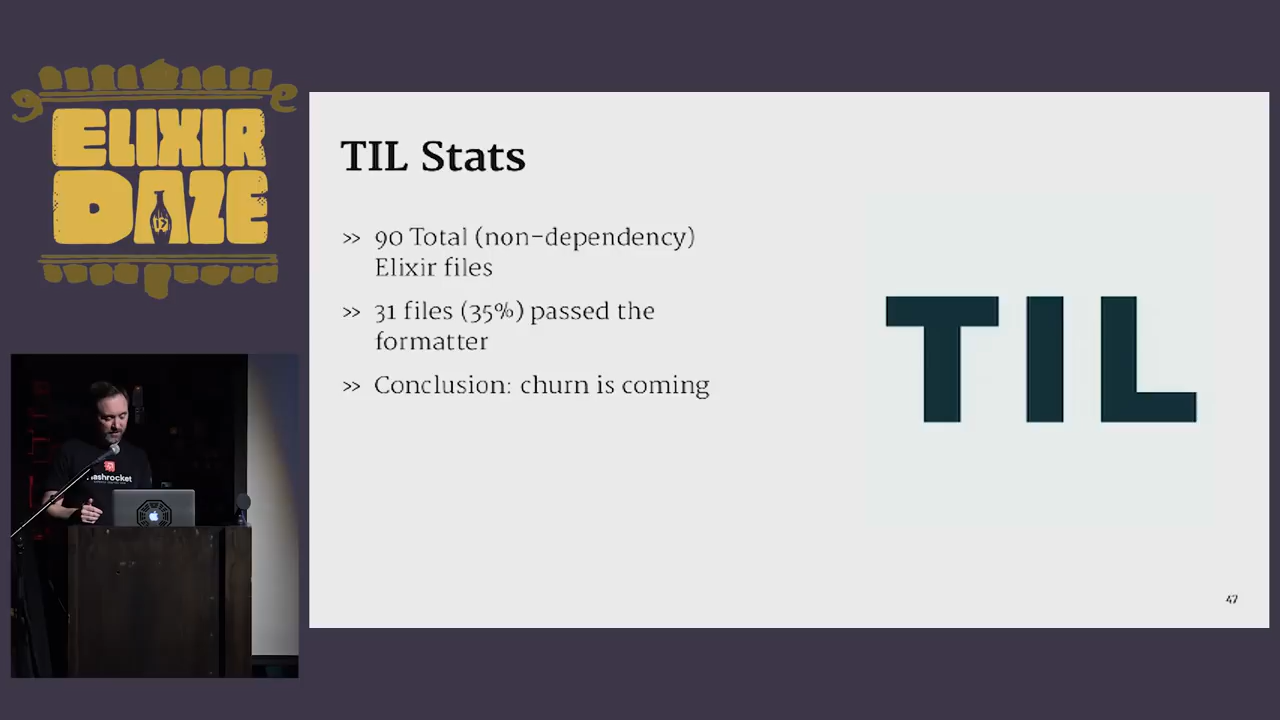 ELIXIR
DAZE
TIL Stats
» 90 Total (non-dependency)
Elixir files
» 31 files (35%) passed the
formatter
» Conclusion: churn is coming
TIL
hashrocket
47